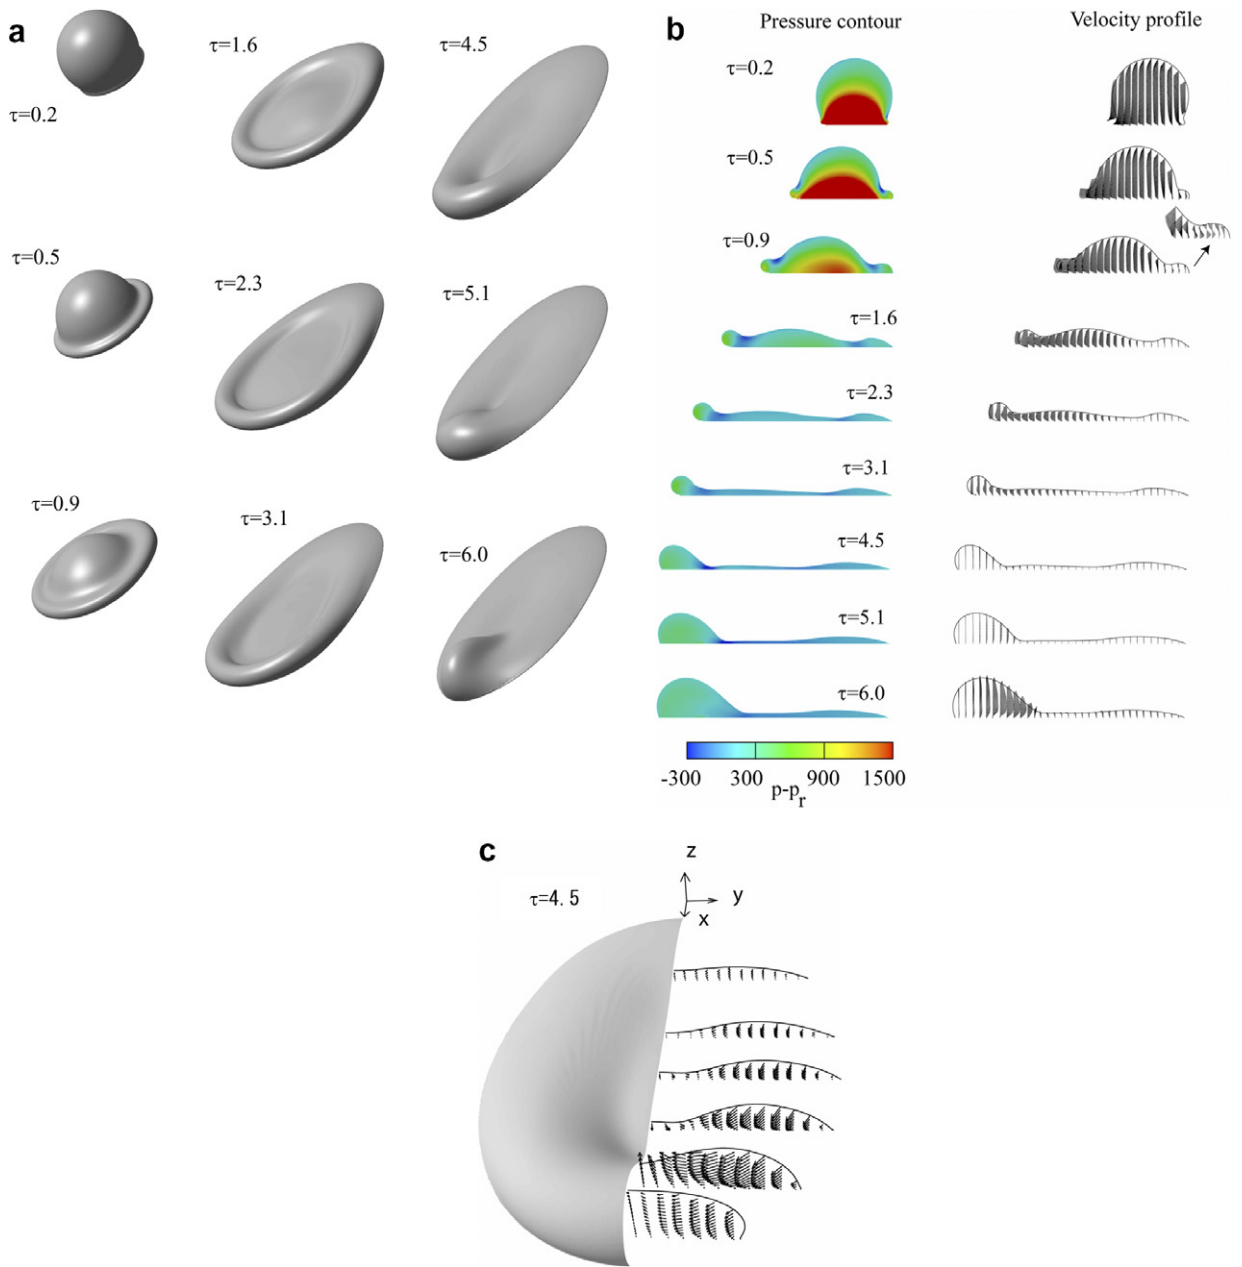 a
τ=0.2
τ=1.6
τ=4.5
τ=0.5
τ=2.3
τ=5.1
τ=0.9
τ=3.1
τ=6.0
b
Pressure contour
Velocity profile
τ=0.2
τ=0.5
τ=0.9
τ=1.6
τ=2.3
τ=3.1
τ=4.5
τ=5.1
τ=6.0
-300 300 900 1500
p-pr
c
τ=4.5
z
y
x